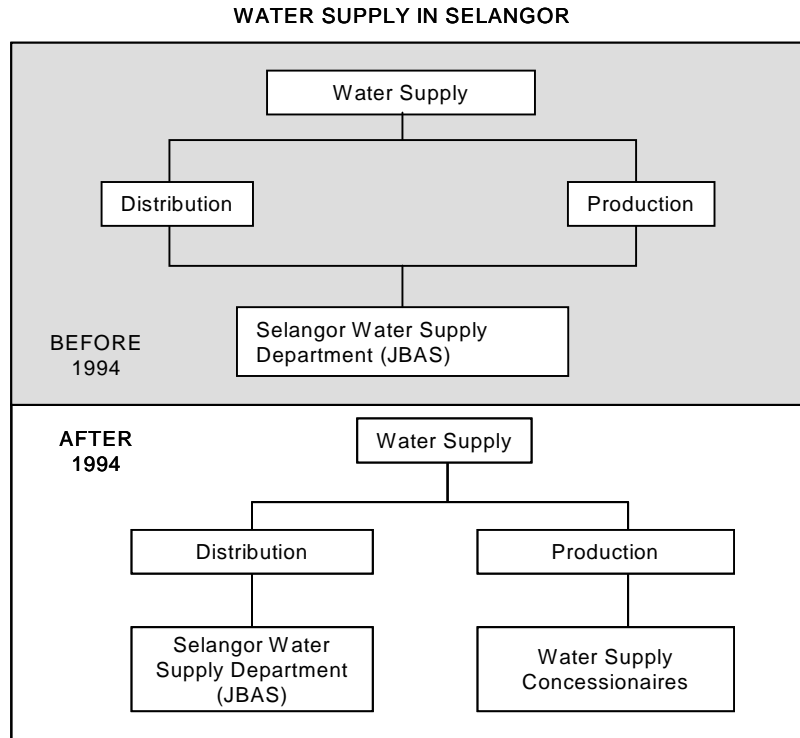 WATER SUPPLY IN SELANGOR
Water Supply
Distribution
Production
Selangor Water Supply
Department (JBAS)
BEFORE
1994
AFTER
1994
Water Supply
Distribution
Production
Selangor Water
Supply Department
(JBAS)
Water Supply
Concessionaires